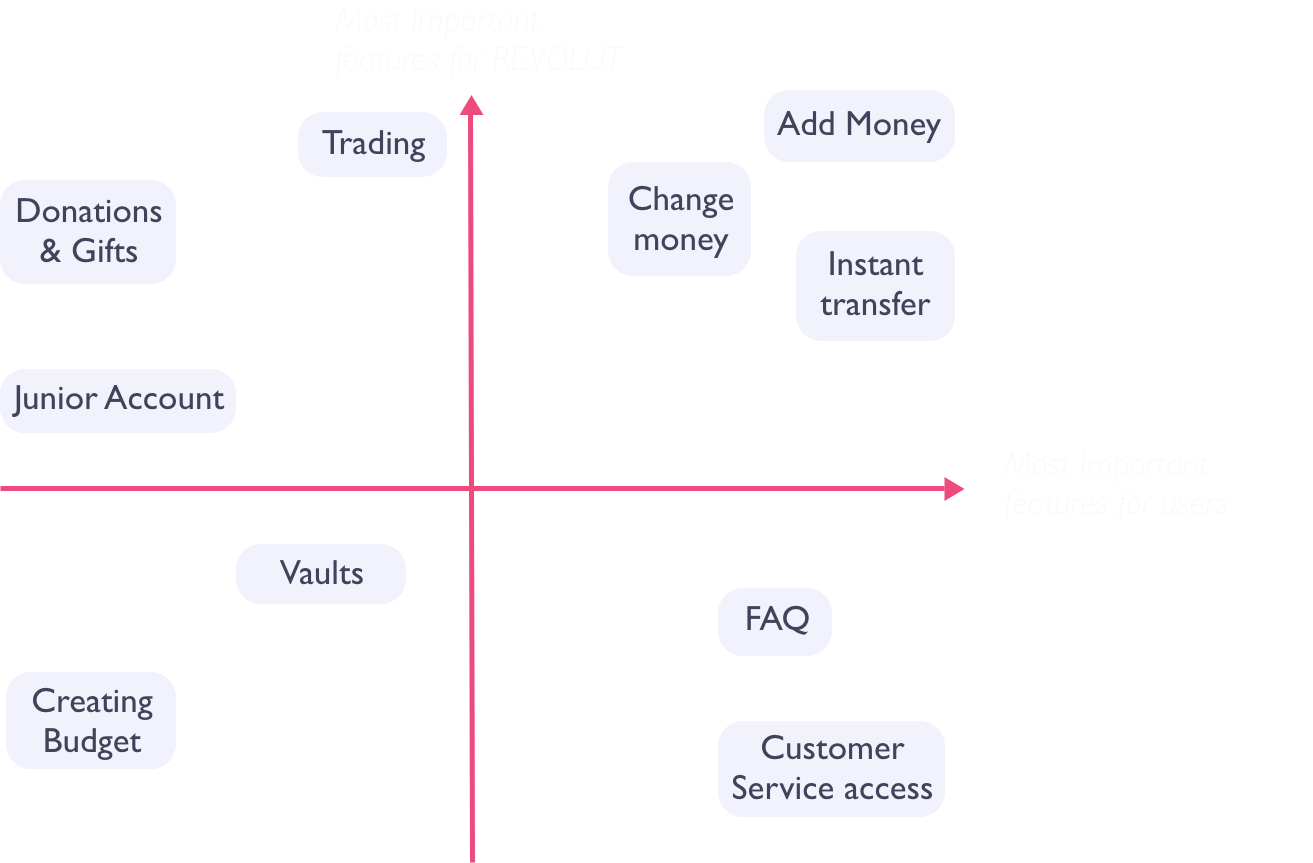 Most Important
features for REVOLUT
Trading
Add Money
Change
money
Donations
& Gifts
Instant
transfer
Junior Account
Most Important
features for users
Vaults
FAQ
Creating
Budget
Customer
Service access